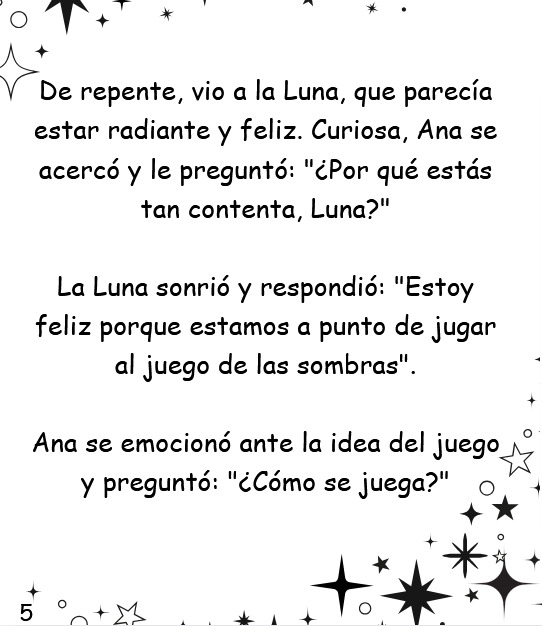 De repente, vio a la Luna, que parecía
estar radiante y feliz. Curiosa, Ana se
acercó y le preguntó: "¿Por qué estás
tan contenta, Luna?"
La Luna sonrió y respondió: "Estoy
feliz porque estamos a punto de jugar
al juego de las sombras".
Ana se emocionó ante la idea del juego
y preguntó: "¿Cómo se juega?"
5